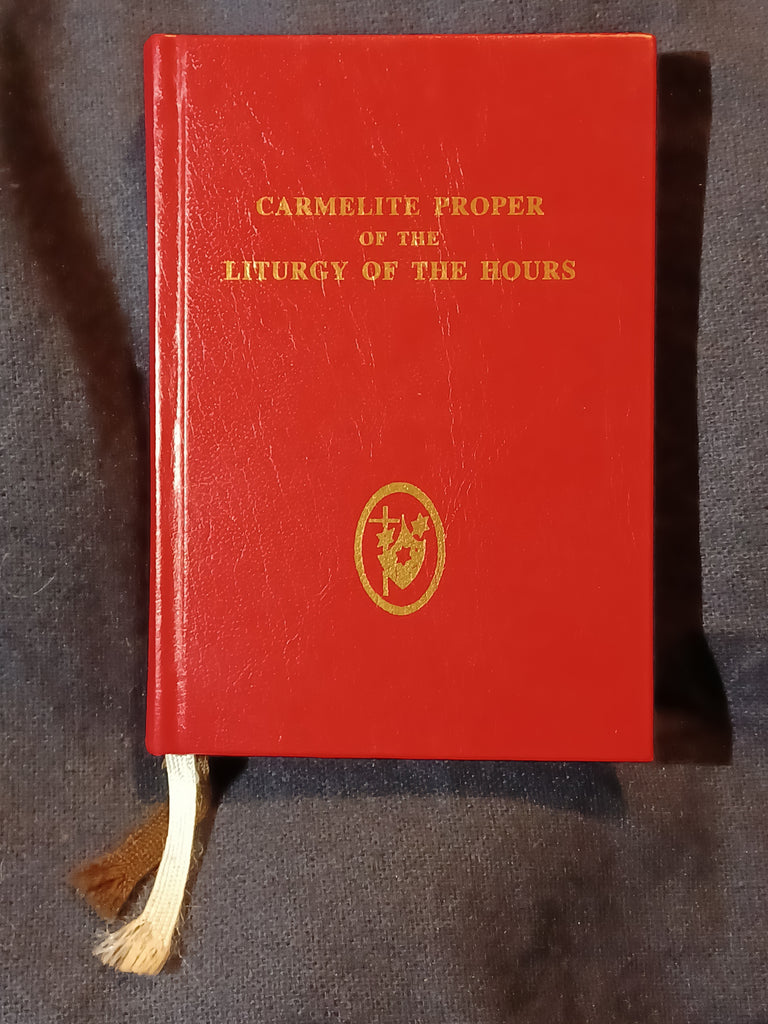 CARMELITE PROPER
OF THE
LITURGY OF THE HOURS